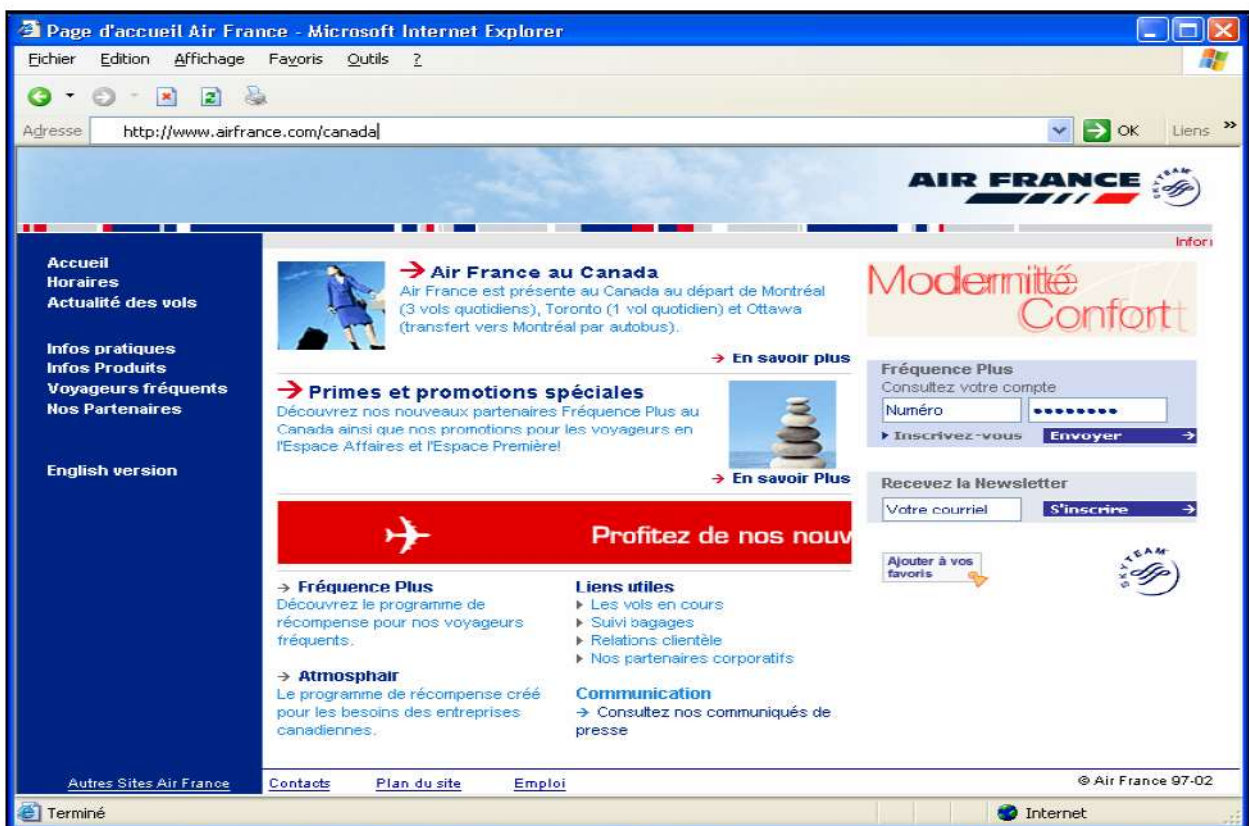 Page d'accueil Air France - Microsoft Internet Explorer
Fichier Edition Affichage Favoris Outils ?
Adresse http://www.airfrance.com/canada OK Liens »
AIR FRANCE
SKYTEAM
Accueil
Horaires
Actualité des vols
Infos pratiques
Infos Produits
Voyageurs fréquents
Nos Partenaires
English version
Autres Sites Air France
Air France au Canada
Air France est présente au Canada au départ de Montréal
(3 vols quotidiens), Toronto (1 vol quotidien) et Ottawa
(transfert vers Montréal par autobus).
En savoir plus
Primes et promotions spéciales
Découvrez nos nouveaux partenaires Fréquence Plus au
Canada ainsi que nos promotions pour les voyageurs en
l'Espace Affaires et l'Espace Première!
En savoir Plus
Profitez de nos nouv
Fréquence Plus
Découvrez le programme de
récompense pour nos voyageurs
fréquents.
Atmosphair
Le programme de récompense créé
pour les besoins des entreprises
canadiennes.
Liens utiles
Les vols en cours
Suivi bagages
Relations clientèle
Nos partenaires corporatifs
Communication
Consultez nos communiqués de
presse
Infor
Modernité
Confort
Fréquence Plus
Consultez votre compte
Numéro ••••••••
Inscrivez-vous Envoyer
Recevez la Newsletter
Votre courriel S'inscrire
Ajouter à vos
favoris
SKYTEAM
Contacts Plan du site Emploi
© Air France 97-02
Terminé Internet